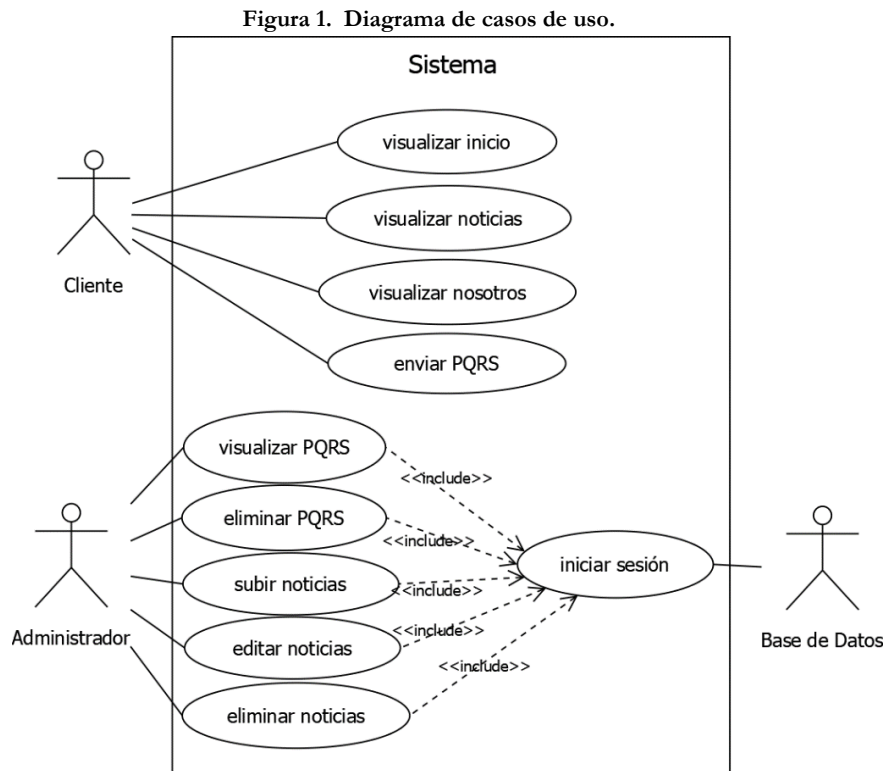 Figura 1. Diagrama de casos de uso.
Sistema
visualizar inicio
visualizar noticias
visualizar nosotros
enviar PQRS
Cliente
visualizar PQRS
<<include>>
eliminar PQRS
<<include>>
iniciar sesión
subir noticias
<<include>>
editar noticias
<<include>>
<<include>>
eliminar noticias
Administrador
Base de Datos